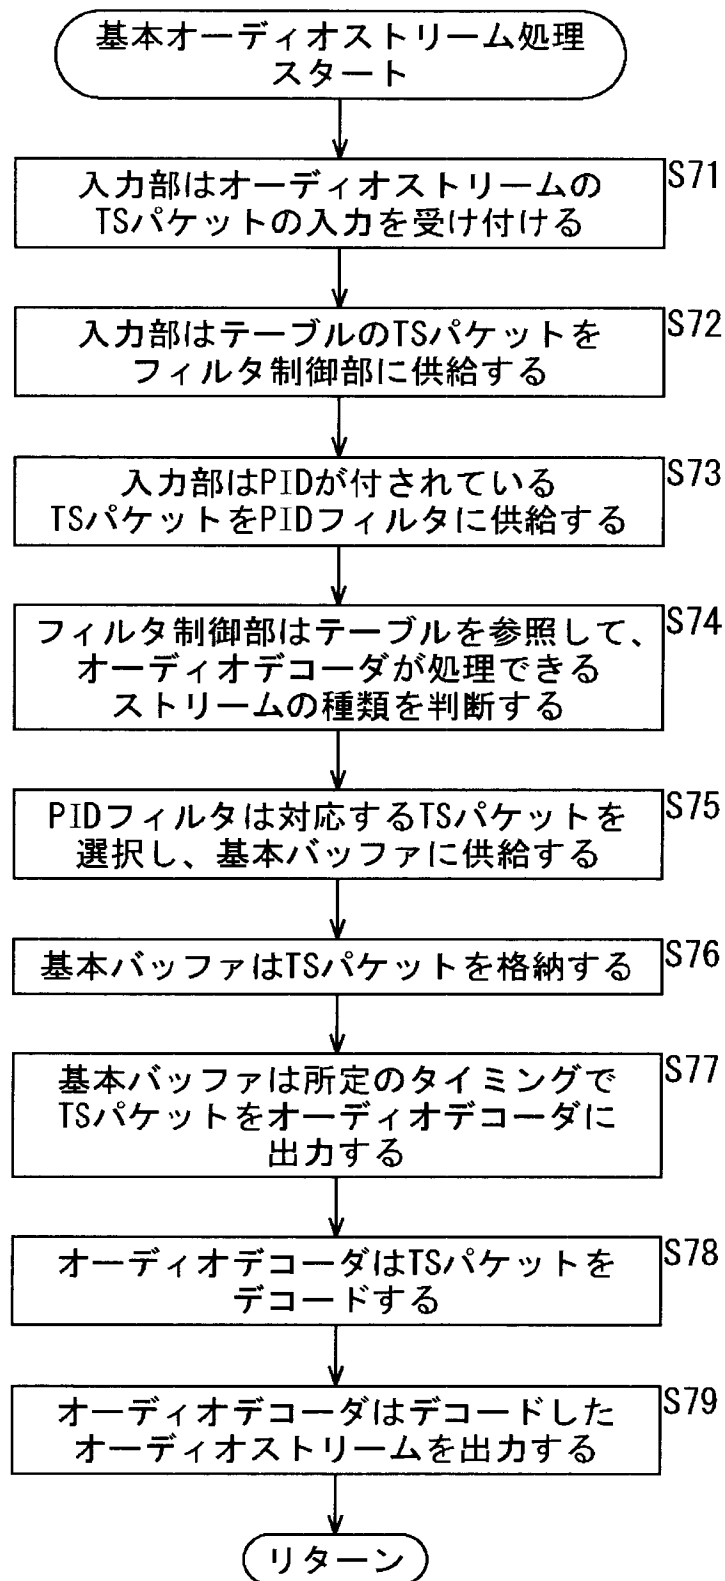 基本オーディオストリーム処理
スタート
S71
入力部はオーディオストリームの
TSパケットの入力を受け付ける
S72
入力部はテーブルのTSパケットを
フィルタ制御部に供給する
S73
入力部はPIDが付されている
TSパケットをPIDフィルタに供給する
S74
フィルタ制御部はテーブルを参照して、
オーディオデコーダが処理できる
ストリームの種類を判断する
S75
PIDフィルタは対応するTSパケットを
選択し、基本バッファに供給する
S76
基本バッファはTSパケットを格納する
S77
基本バッファは所定のタイミングで
TSパケットをオーディオデコーダに
出力する
S78
オーディオデコーダはTSパケットを
デコードする
S79
オーディオデコーダはデコードした
オーディオストリームを出力する
リターン